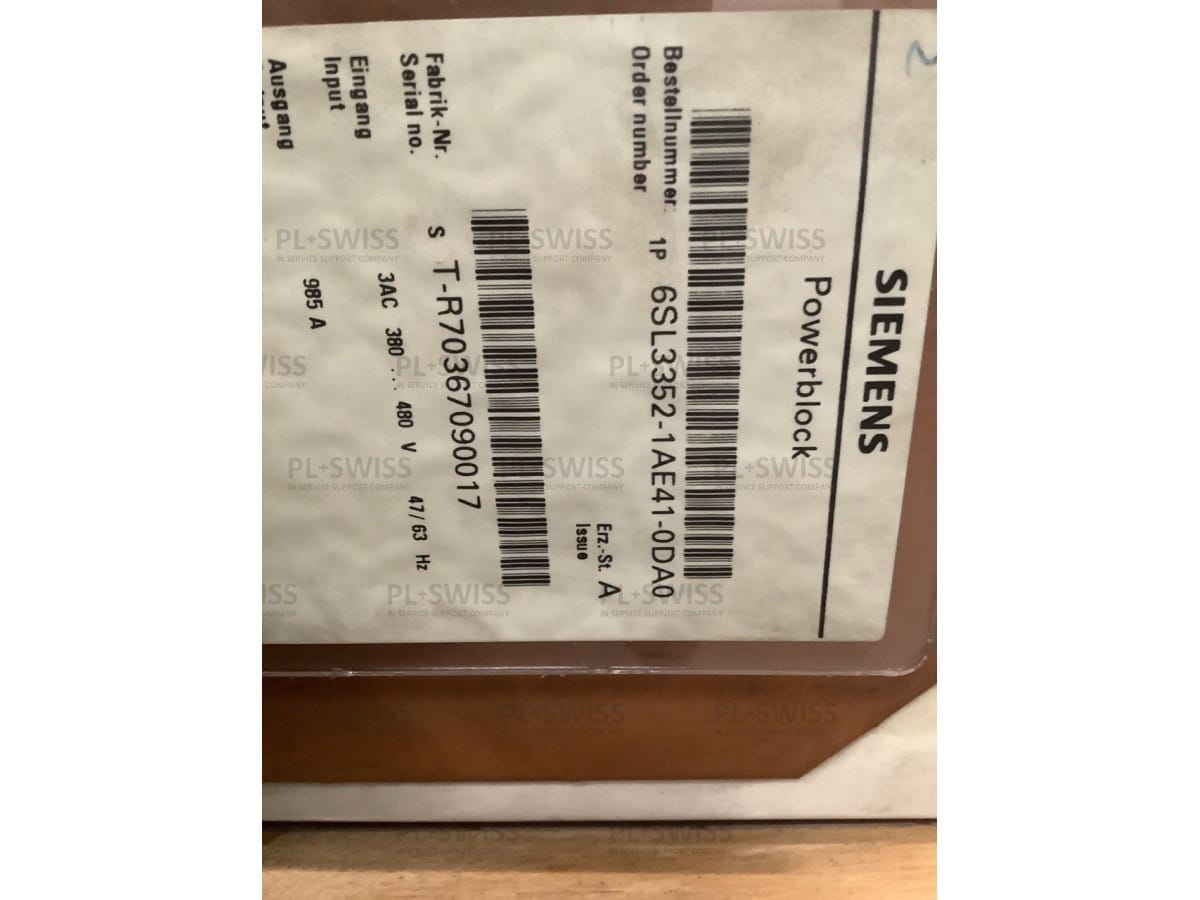 SIEMENS
Powerblock
Bestellnummer:
Order number
1P 6SL3352-1AE41-0DA0
Erz.-St. A
Issue
Fabrik-Nr.
Serial no.
S T-R70367090017
Eingang
Input
3AC 380 ... 480 V 47/63 Hz
Ausgang
985 A
PL+SWISS
IN SERVICE SUPPORT COMPANY